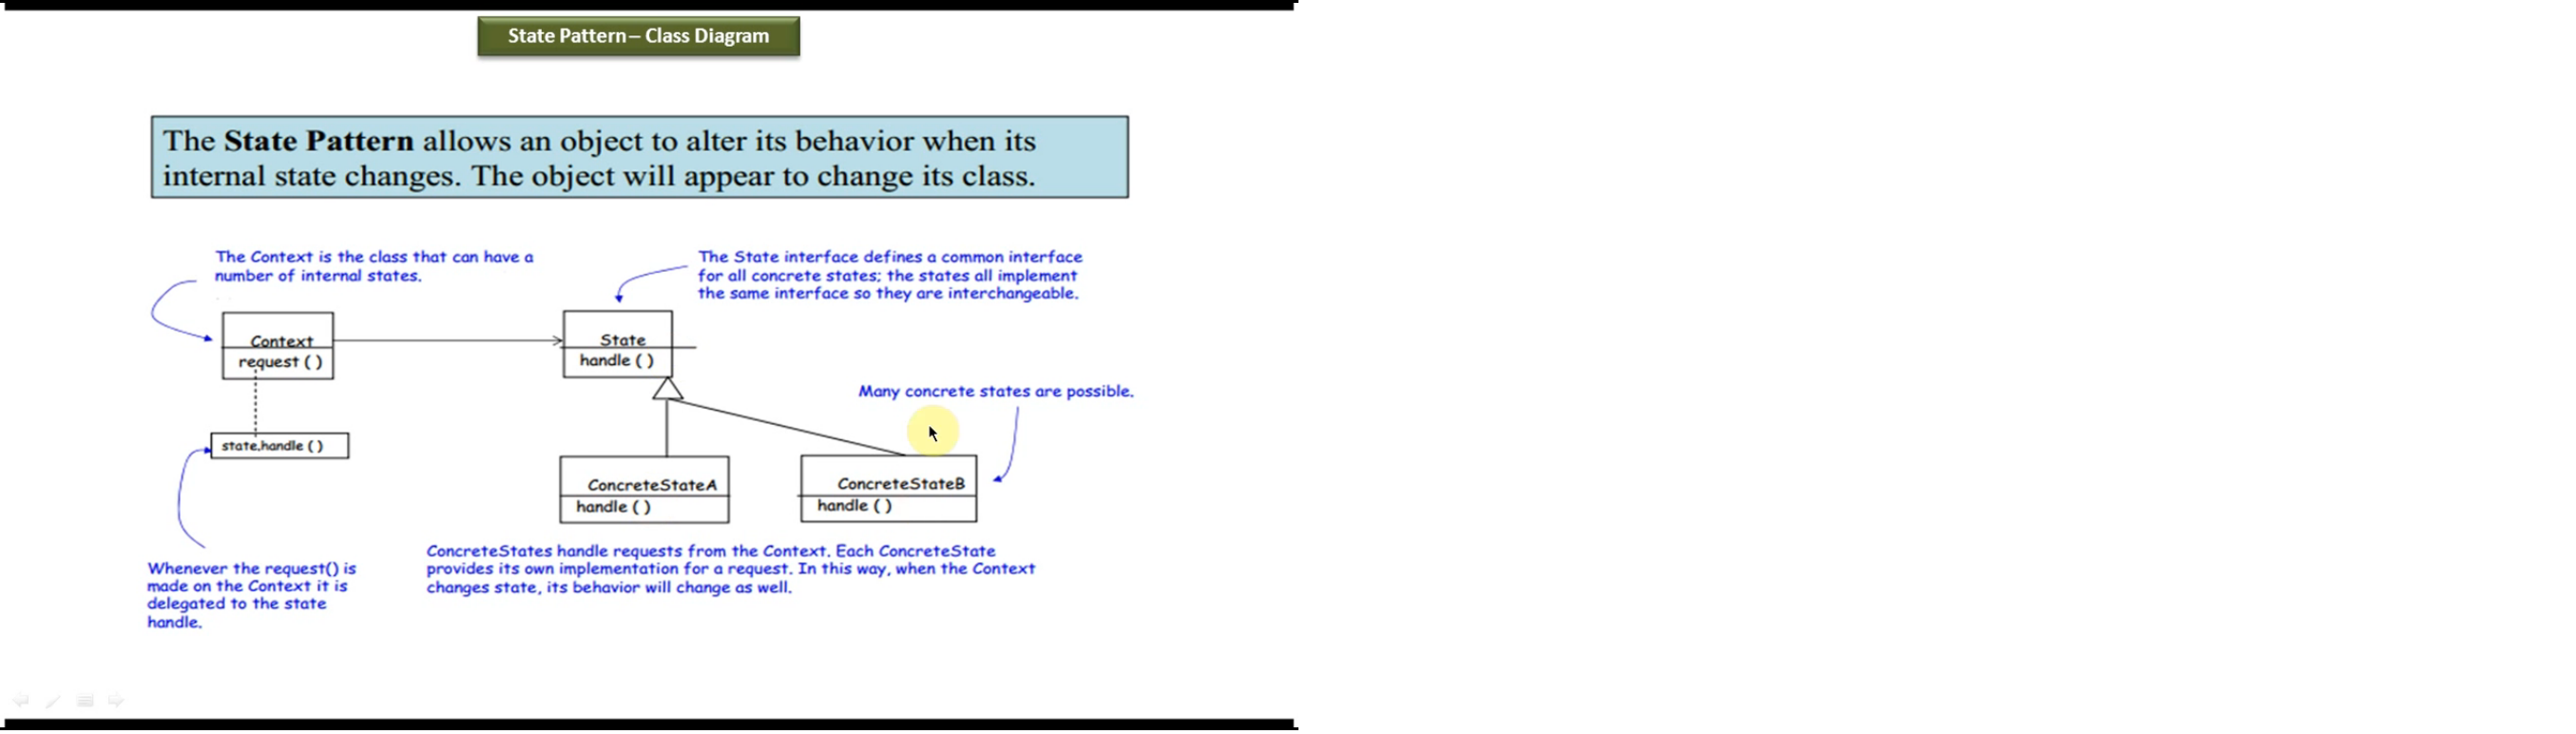 State Pattern – Class Diagram
The State Pattern allows an object to alter its behavior when its
internal state changes. The object will appear to change its class.
The Context is the class that can have a
number of internal states.
The State interface defines a common interface
for all concrete states; the states all implement
the same interface so they are interchangeable.
Context
request ( )
State
handle ( )
Many concrete states are possible.
state.handle ( )
ConcreteStateA
handle ( )
ConcreteStateB
handle ( )
Whenever the request() is
made on the Context it is
delegated to the state
handle.
ConcreteStates handle requests from the Context. Each ConcreteState
provides its own implementation for a request. In this way, when the Context
changes state, its behavior will change as well.